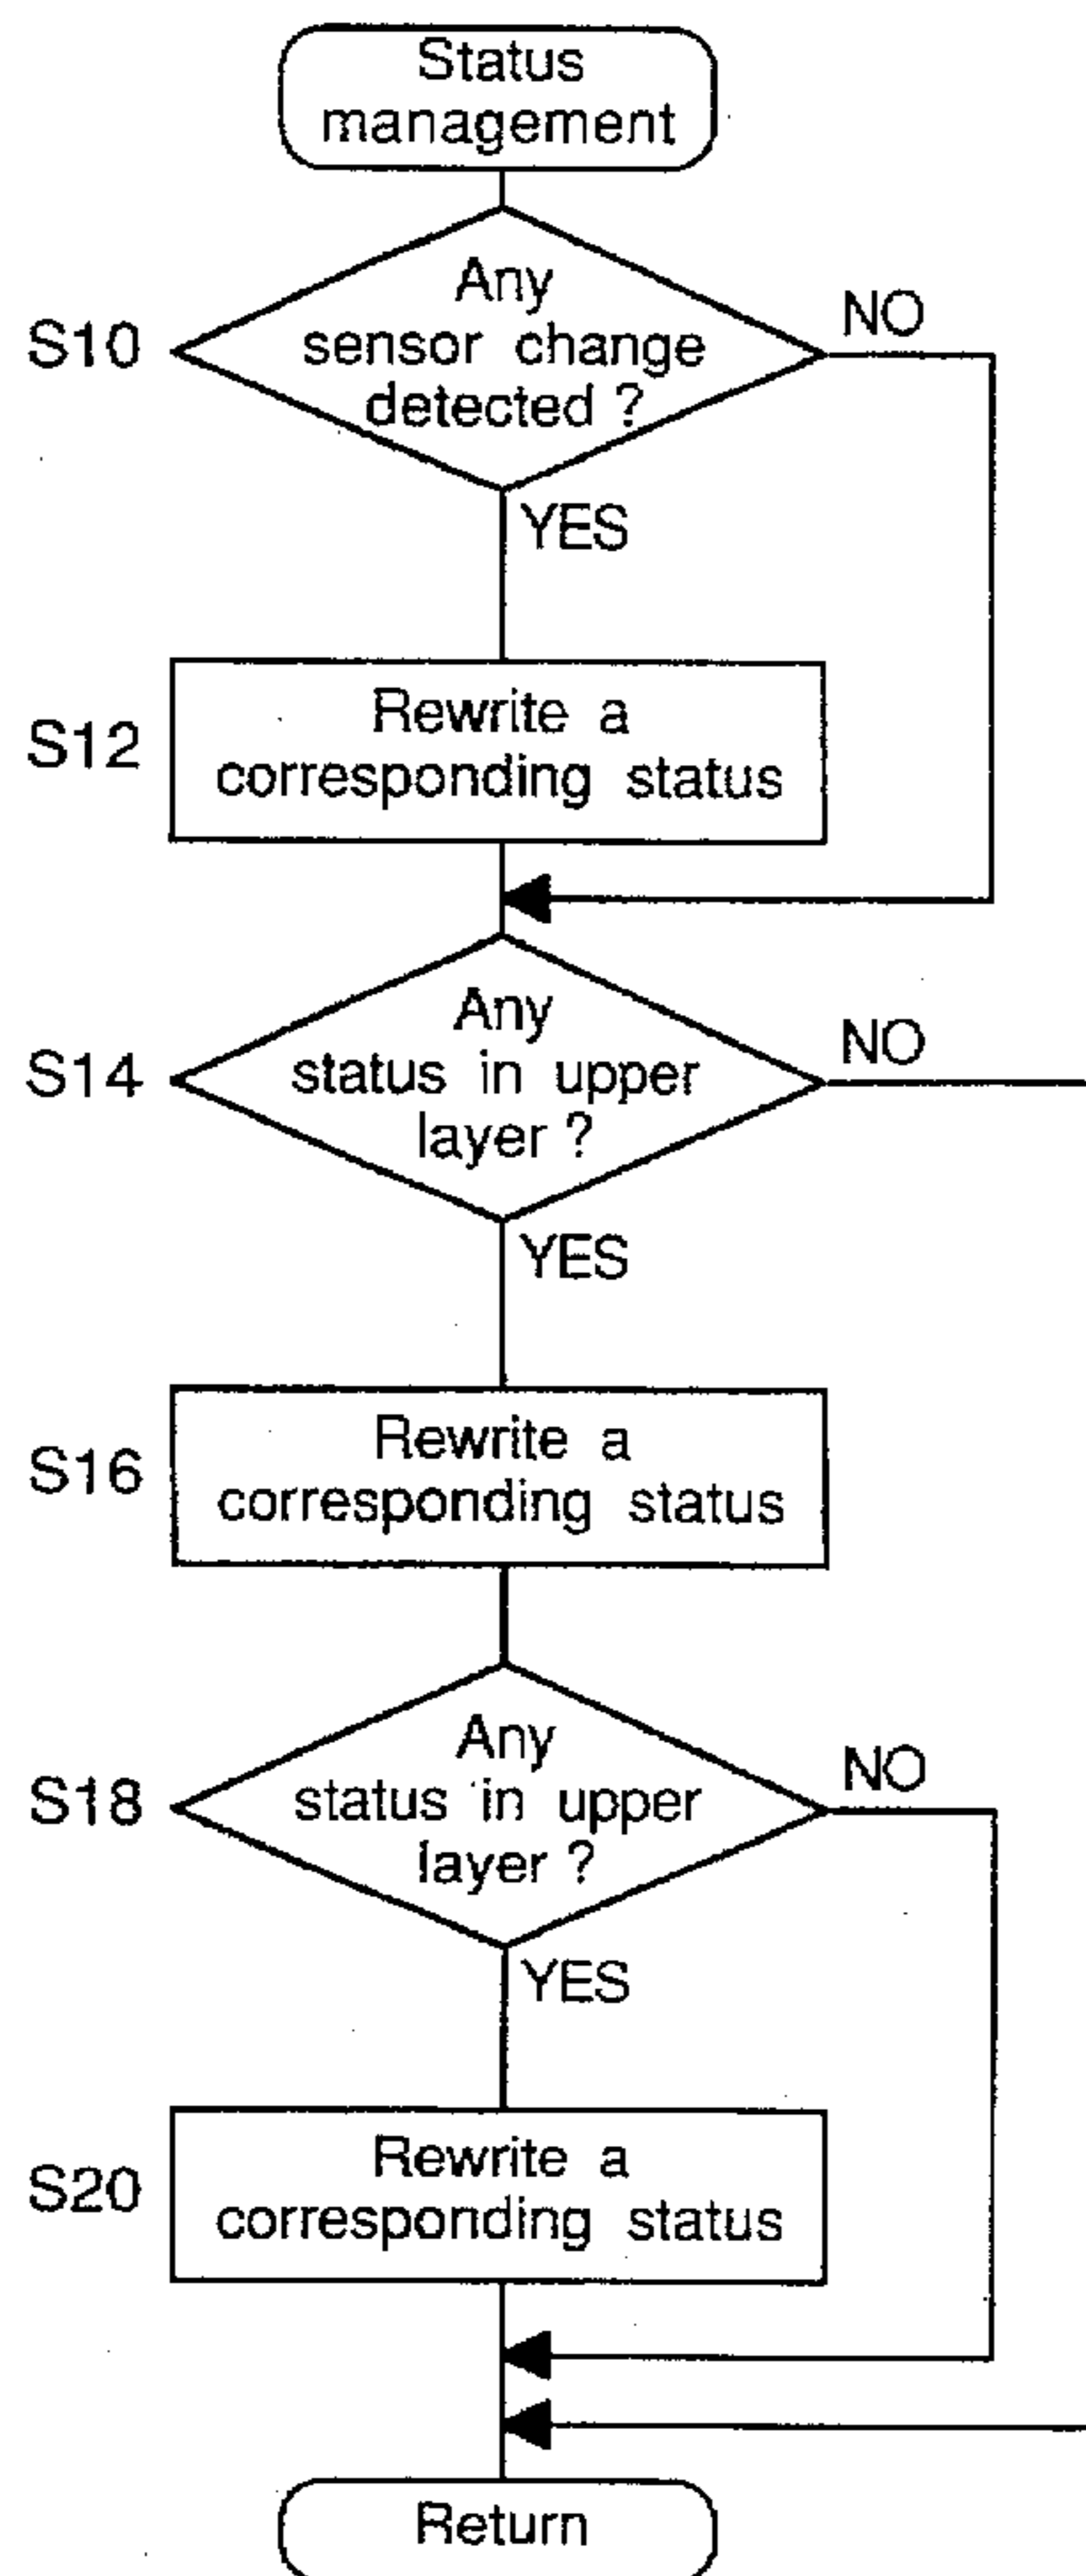 Status
management
S10
Any
sensor change
detected ?
NO
YES
S12
Rewrite a
corresponding status
S14
Any
status in upper
layer ?
NO
YES
S16
Rewrite a
corresponding status
S18
Any
status in upper
layer ?
NO
YES
S20
Rewrite a
corresponding status
Return